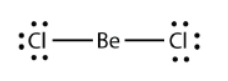 :Cl — Be — Cl: